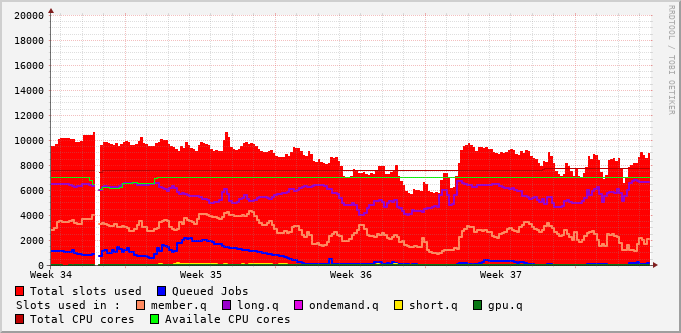 RRDTOOL / TOBI OETIKER
20000
18000
16000
14000
12000
10000
8000
6000
4000
2000
0
Week 34 Week 35 Week 36 Week 37
Total slots used Queued Jobs
Slots used in : member.q long.q ondemand.q short.q gpu.q
Total CPU cores Availale CPU cores